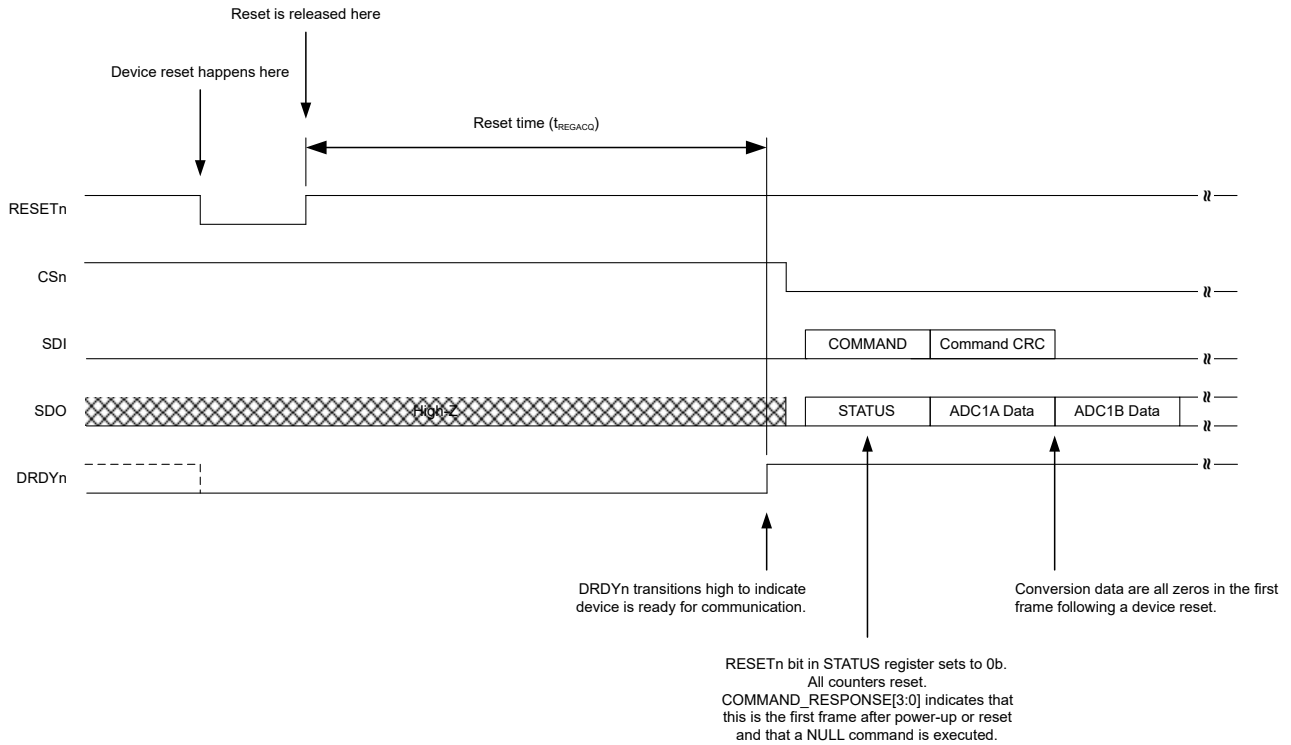 Reset is released here
Device reset happens here
Reset time (tREGACQ)
RESETn
CSn
SDI
COMMAND
Command CRC
SDO
High-Z
STATUS
ADC1A Data
ADC1B Data
DRDYn
DRDYn transitions high to indicate
device is ready for communication.
Conversion data are all zeros in the first
frame following a device reset.
RESETn bit in STATUS register sets to 0b.
All counters reset.
COMMAND_RESPONSE[3:0] indicates that
this is the first frame after power-up or reset
and that a NULL command is executed.